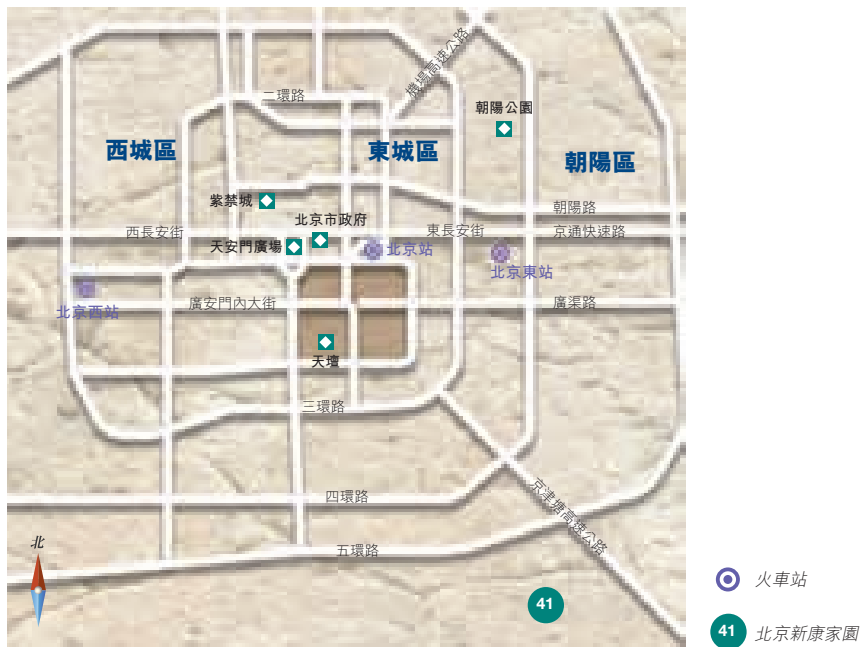 機場高速公路
二環路
朝陽公園
西城區
東城區
朝陽區
紫禁城
朝陽路
北京市政府
西長安街
東長安街
京通快速路
天安門廣場
北京站
北京東站
廣安門內大街
廣渠路
北京西站
天壇
三環路
四環路
京津塘高速公路
北
五環路
41
火車站
41 北京新康家園